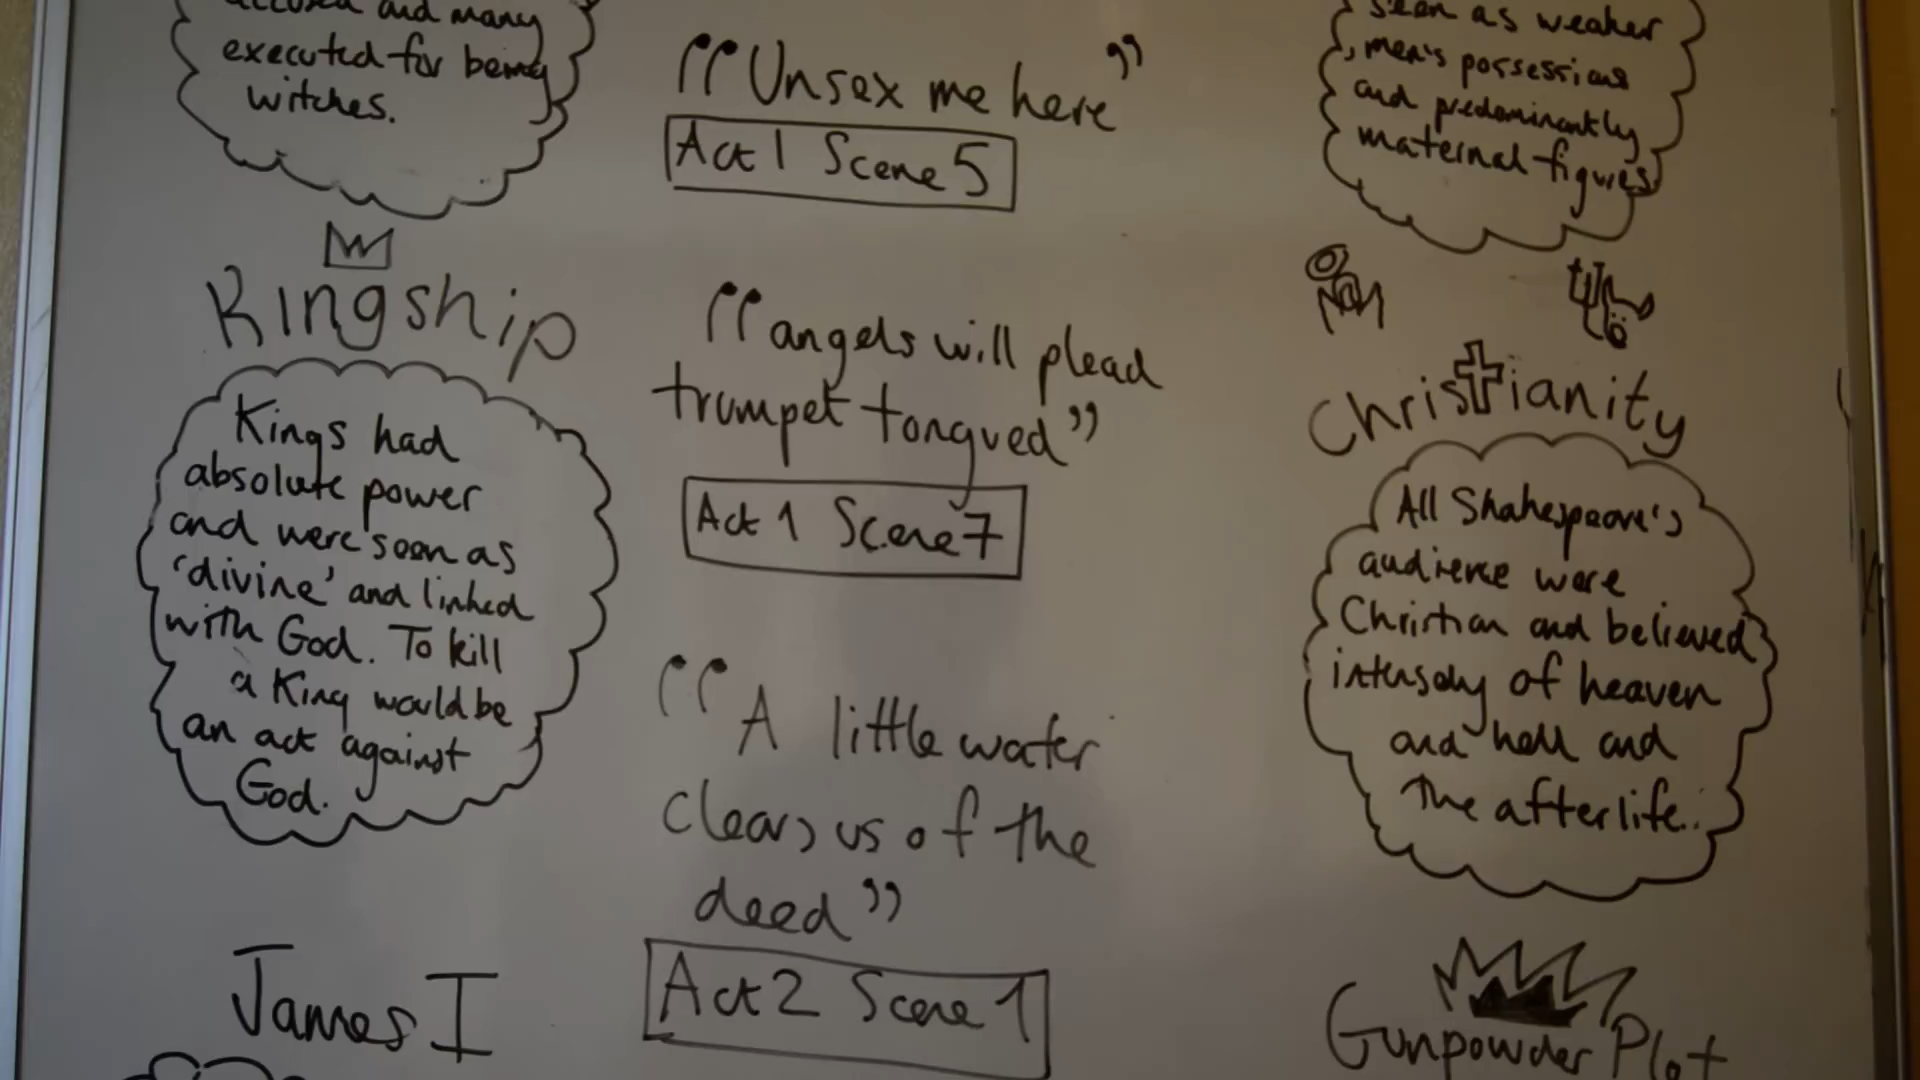 accused and many
executed for being
witches.
Kingship
Kings had
absolute power
and were seen as
'divine' and linked
with God. To kill
a King would be
an act against
God.
James I
"Unsex me here"
Act 1 Scene 5
"angels will plead
trumpet tongued"
Act 1 Scene 7
"A little water
clears us of the
deed"
Act 2 Scene 1
seen as weaker
, men's possessions
and predominantly
maternal figures
Christianity
All Shakespeare's
audience were
Christian and believed
intensely of heaven
and hell and
the afterlife..
Gunpowder Plot